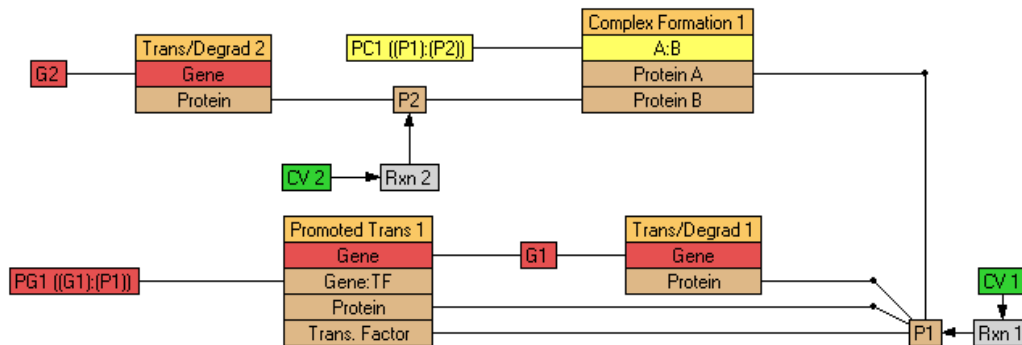 Complex Formation 1
Trans/Degrad 2
PC1 ((P1):(P2))
A:B
G2
Gene
Protein A
Protein
P2
Protein B
CV 2
Rxn 2
Promoted Trans 1
Trans/Degrad 1
Gene
G1
Gene
PG1 ((G1):(P1))
Gene:TF
Protein
CV 1
Protein
Trans. Factor
P1
Rxn 1